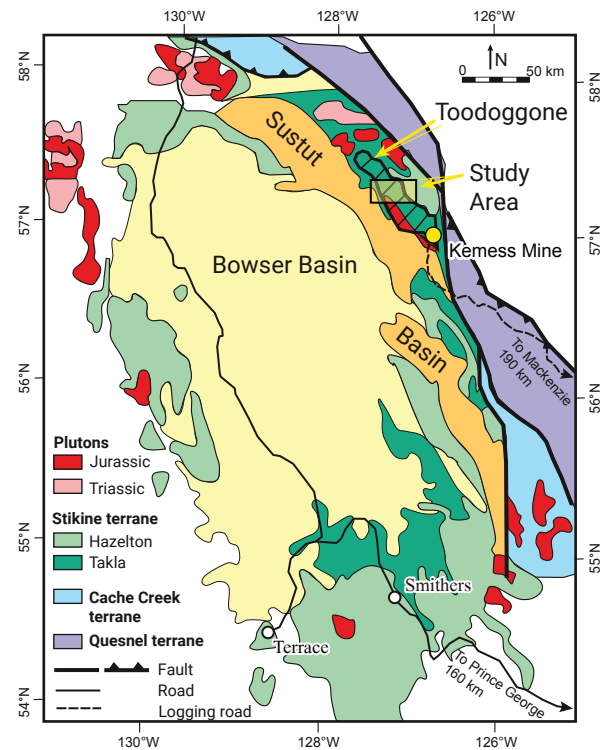 130°W
128°W
126°W
58°N
58°N
N
0 50 km
Toodoggone
Sustut
Study
Area
57°N
57°N
Kemess Mine
Bowser Basin
Basin
To Mackenzie
190 km
56°N
56°N
Plutons
Jurassic
Triassic
Stikine terrane
Hazelton
Takla
Cache Creek
terrane
Quesnel terrane
Fault
Road
Logging road
55°N
55°N
Smithers
Terrace
To Prince George
160 km
54°N
54°N
130°W
128°W
126°W